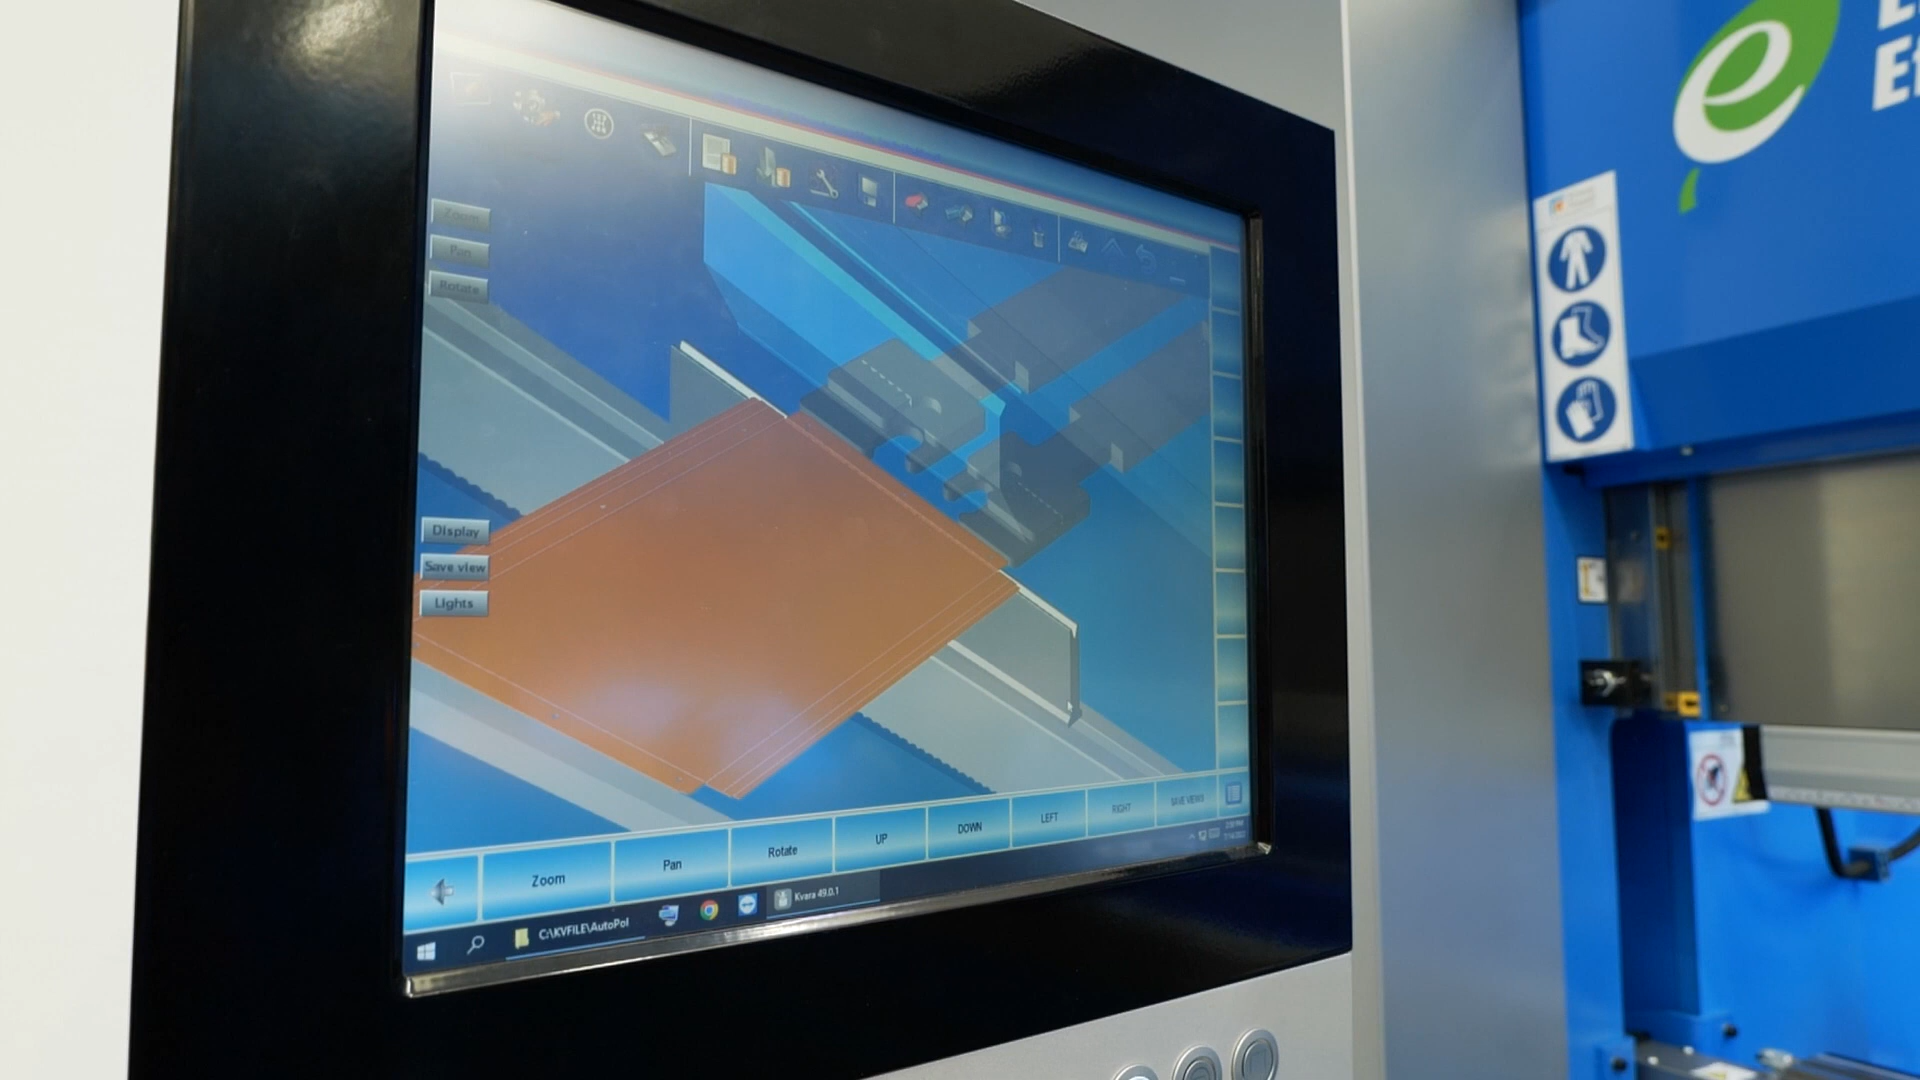 Zoom
Pan
Rotate
Display
Save view
Lights
Zoom
Pan
Rotate
UP
DOWN
LEFT
RIGHT
SAVE VIEWS
C:\KVFILE\AutoPol
Kvara 49.0.1
e